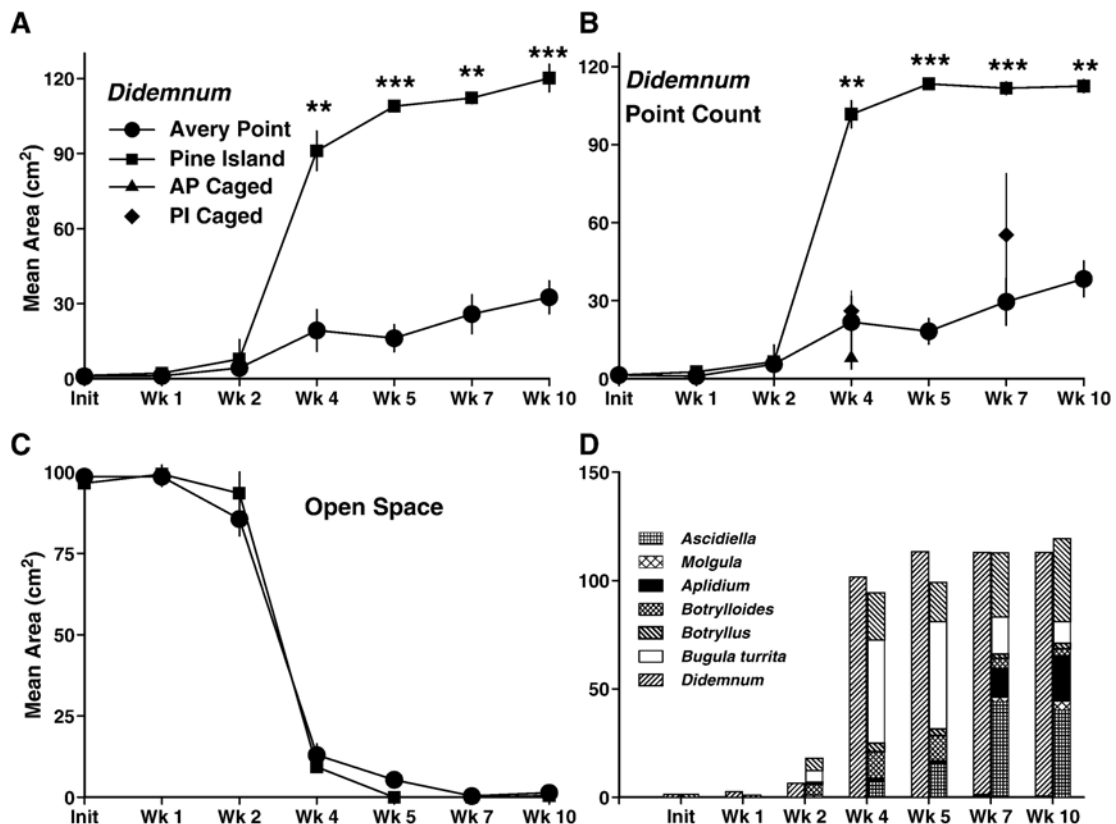 A
***
120
***
**
Didemnum
**
Avery Point
90
Pine Island
AP Caged
60
PI Caged
30
0
Mean Area (cm2)
Init Wk 1 Wk 2 Wk 4 Wk 5 Wk 7 Wk 10
B
120
*** *** **
**
Didemnum
Point Count
90
60
30
0
Init Wk 1 Wk 2 Wk 4 Wk 5 Wk 7 Wk 10
C
100
Open Space
75
50
25
0
Mean Area (cm2)
Init Wk 1 Wk 2 Wk 4 Wk 5 Wk 7 Wk 10
D
150
Ascidiella
Molgula
Aplidium
100
Botrylloides
Botryllus
Bugula turrita
Didemnum
50
0
Init Wk 1 Wk 2 Wk 4 Wk 5 Wk 7 Wk 10